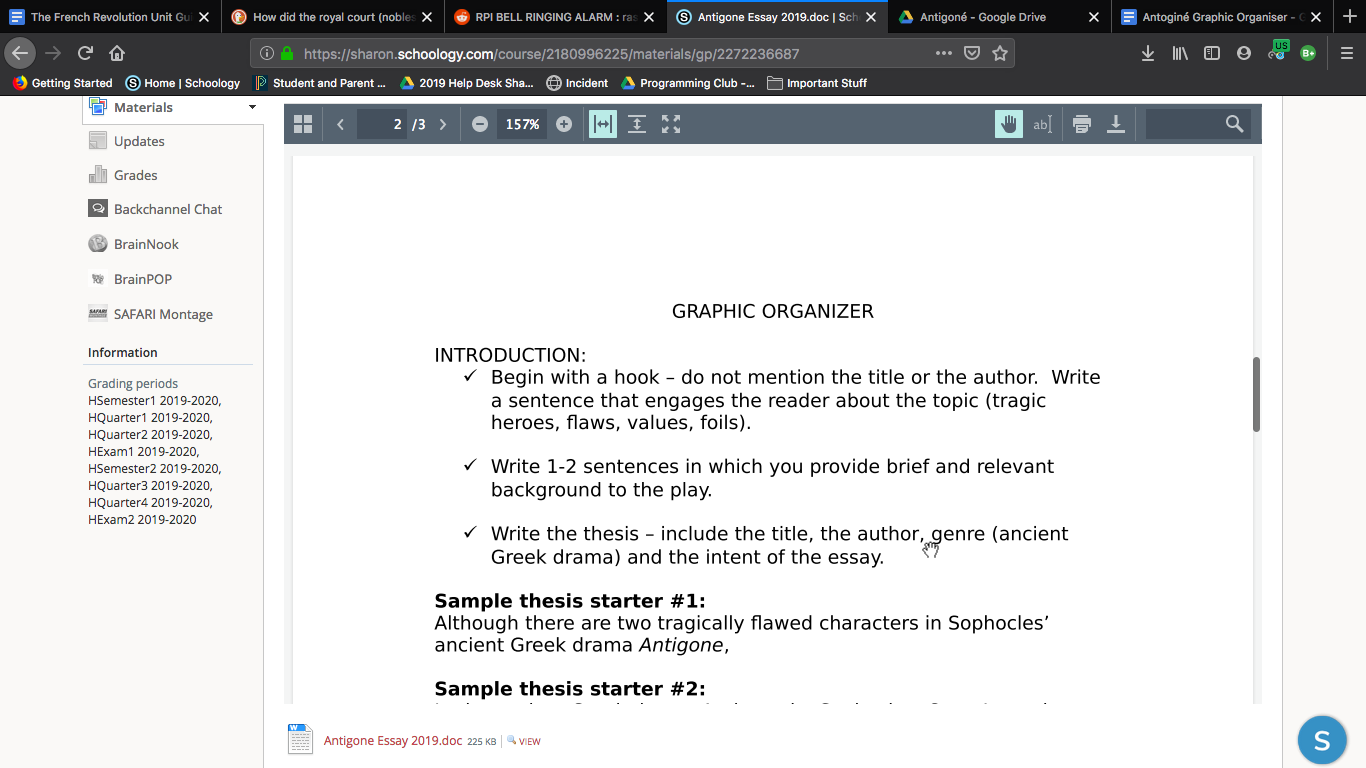 The French Revolution Unit Gui
How did the royal court (nobles
RPI BELL RINGING ALARM : ras
Antigone Essay 2019.doc | Scho
Antigoné - Google Drive
Antoginé Graphic Organiser - G
https://sharon.schoology.com/course/2180996225/materials/gp/2272236687
US
B+
Getting Started
Home | Schoology
Student and Parent ...
2019 Help Desk Sha...
Incident
Programming Club -...
Important Stuff
Materials
Updates
Grades
Backchannel Chat
BrainNook
BrainPOP
SAFARI Montage
Information
Grading periods
HSemester1 2019-2020,
HQuarter1 2019-2020,
HQuarter2 2019-2020,
HExam1 2019-2020,
HSemester2 2019-2020,
HQuarter3 2019-2020,
HQuarter4 2019-2020,
HExam2 2019-2020
2 /3
157%
ab
GRAPHIC ORGANIZER
INTRODUCTION:
✓ Begin with a hook – do not mention the title or the author.  Write
a sentence that engages the reader about the topic (tragic
heroes, flaws, values, foils).
✓ Write 1-2 sentences in which you provide brief and relevant
background to the play.
✓ Write the thesis – include the title, the author, genre (ancient
Greek drama) and the intent of the essay.
Sample thesis starter #1:
Although there are two tragically flawed characters in Sophocles’
ancient Greek drama Antigone,
Sample thesis starter #2:
Antigone Essay 2019.doc 225 KB | VIEW
S